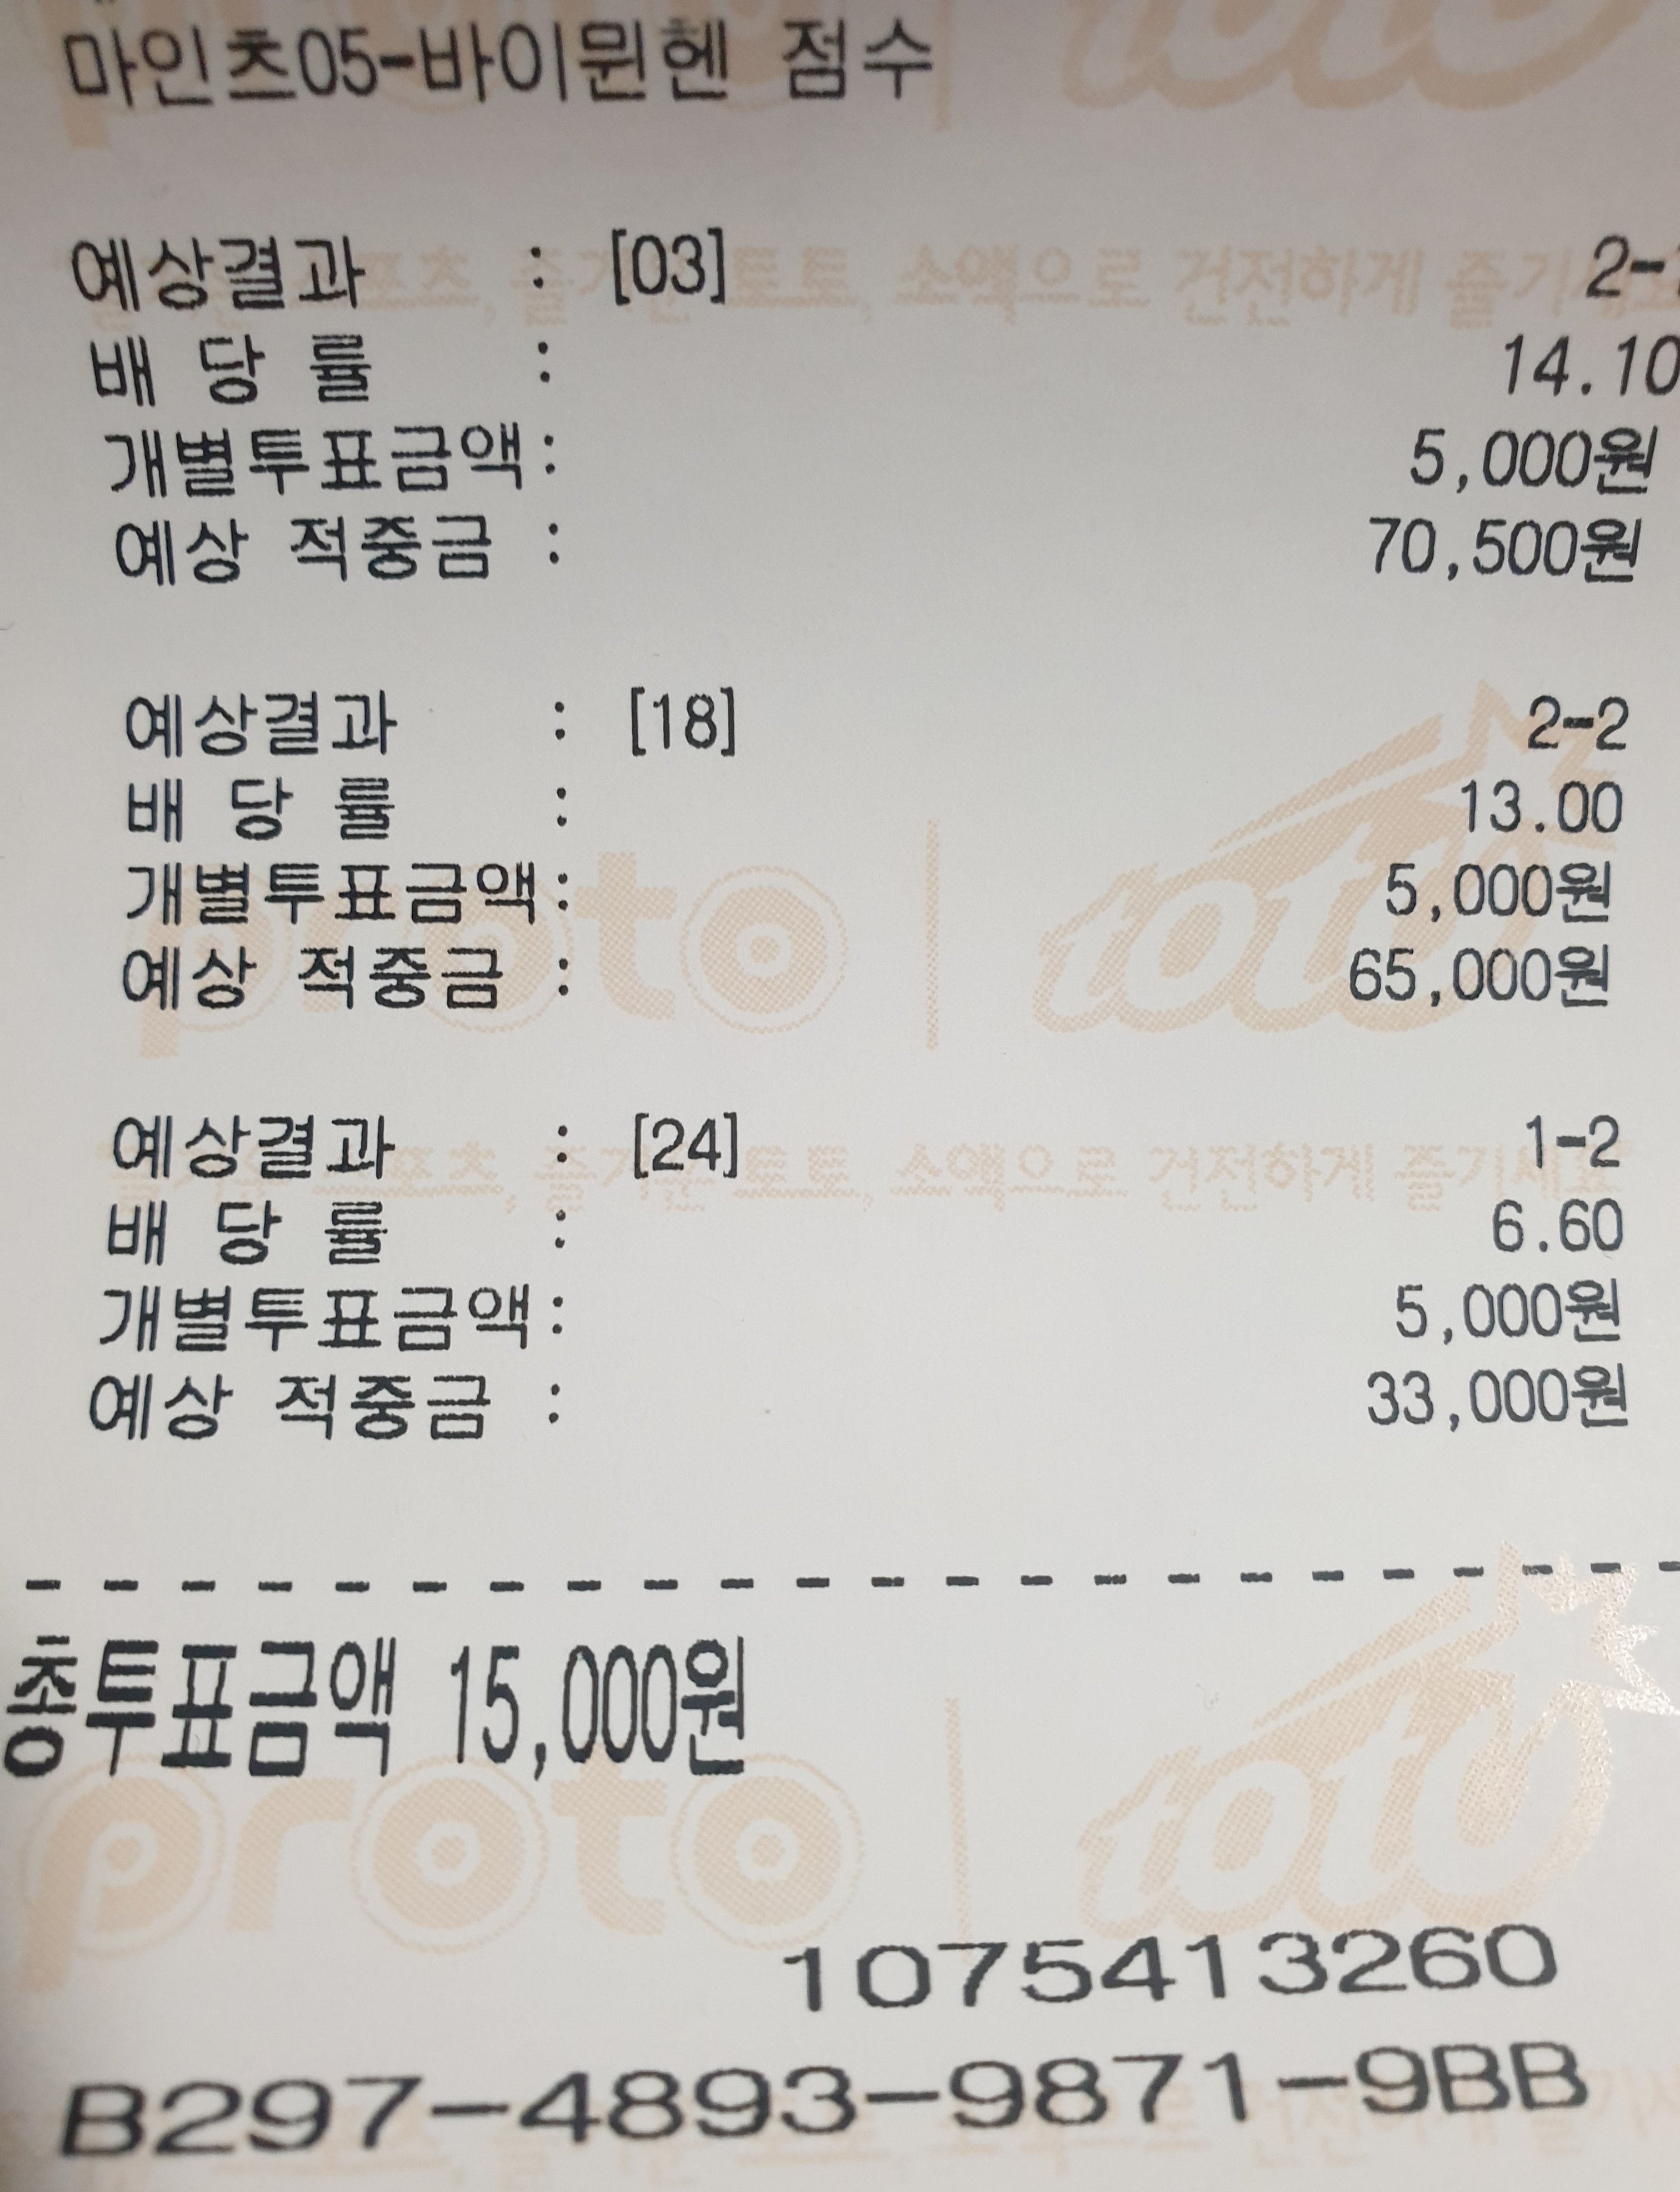 마인츠05-바이뮌헨 점수
예상결과 : [03] 2-1
배 당 률 : 14.10
개별투표금액: 5,000원
예상 적중금 : 70,500원
예상결과 : [18] 2-2
배 당 률 : 13.00
개별투표금액: 5,000원
예상 적중금 : 65,000원
예상결과 : [24] 1-2
배 당 률 : 6.60
개별투표금액: 5,000원
예상 적중금 : 33,000원
총투표금액 15,000원
proto toto
1075413260
B297-4893-9871-9BB